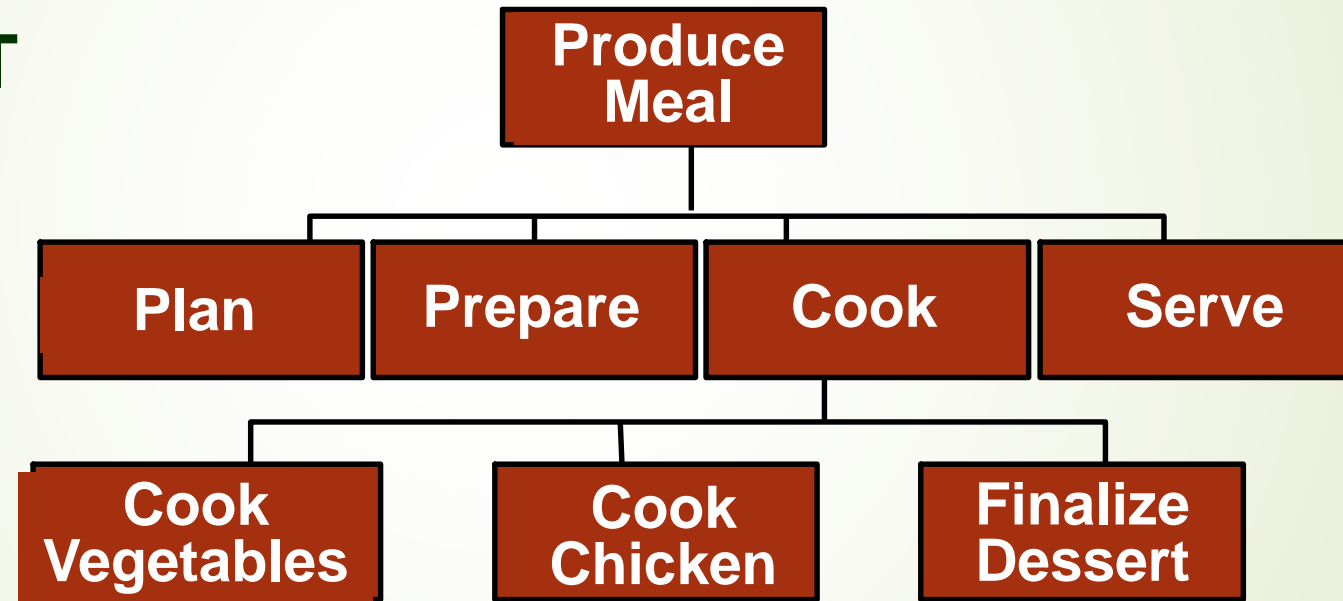 T
Produce
Meal
Plan
Prepare
Cook
Serve
Cook
Vegetables
Cook
Chicken
Finalize
Dessert